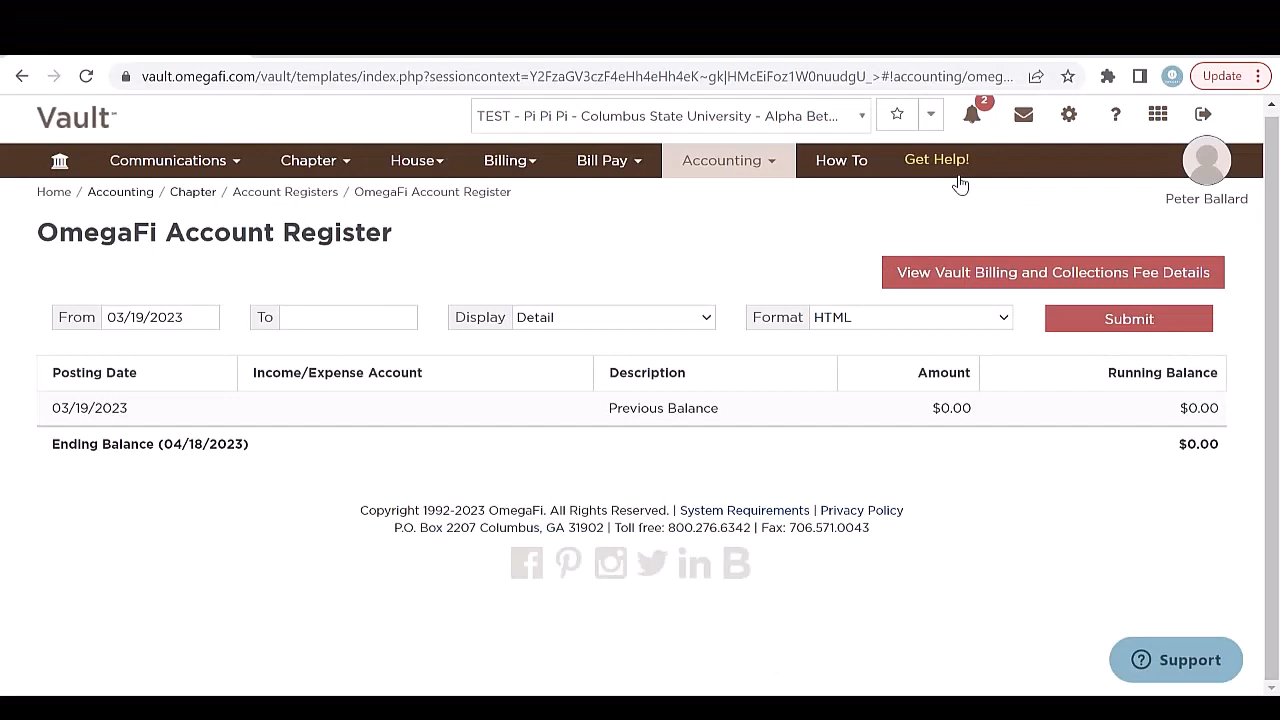 vault.omegafi.com/vault/templates/index.php?sessioncontext=Y2FzaGV3czF4eHh4eHh4eK~gk|HMcEiFoz1W0nuudgU_>#!accounting/omeg...
Update
Vault
TEST - Pi Pi Pi - Columbus State University - Alpha Bet...
2
?
Communications Chapter House Billing Bill Pay Accounting How To Get Help!
Home / Accounting / Chapter / Account Registers / OmegaFi Account Register
Peter Ballard
OmegaFi Account Register
View Vault Billing and Collections Fee Details
From 03/19/2023 To Display Detail Format HTML Submit
Posting Date Income/Expense Account Description Amount Running Balance
03/19/2023 Previous Balance $0.00 $0.00
Ending Balance (04/18/2023) $0.00
Copyright 1992-2023 OmegaFi. All Rights Reserved. | System Requirements | Privacy Policy
P.O. Box 2207 Columbus, GA 31902 | Toll free: 800.276.6342 | Fax: 706.571.0043
? Support